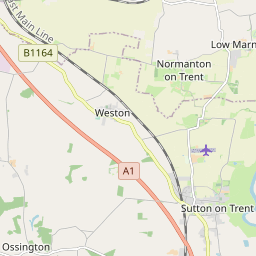 ast Main Line
B1164
Low Marn
Normanton
on Trent
Weston
A1
Sutton on Trent
Ossington